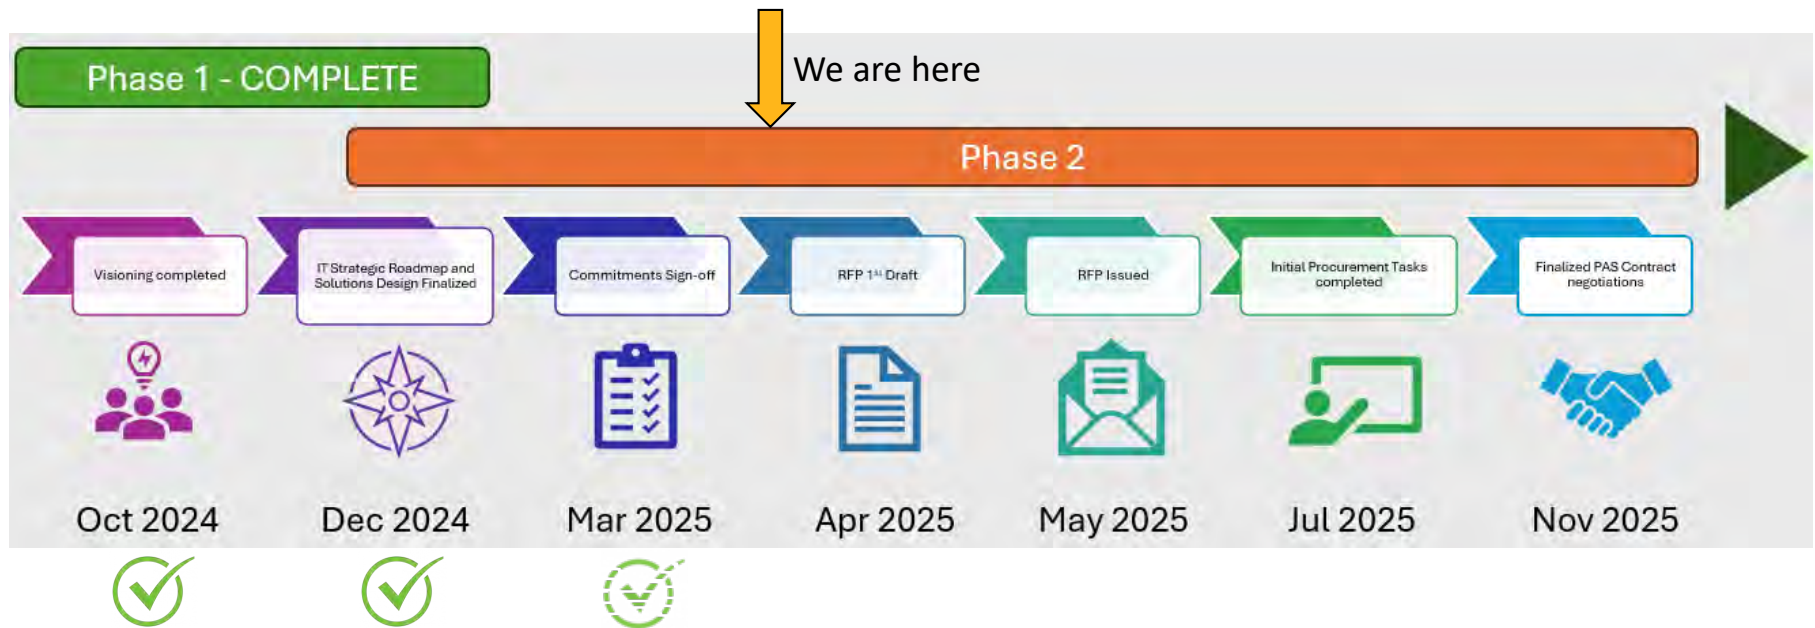 We are here
Phase 1 - COMPLETE
Phase 2
Visioning completed
IT Strategic Roadmap and
Solutions Design Finalized
Commitments Sign-off
RFP 1st Draft
RFP Issued
Initial Procurement Tasks
completed
Finalized PAS Contract
negotiations
Oct 2024
Dec 2024
Mar 2025
Apr 2025
May 2025
Jul 2025
Nov 2025